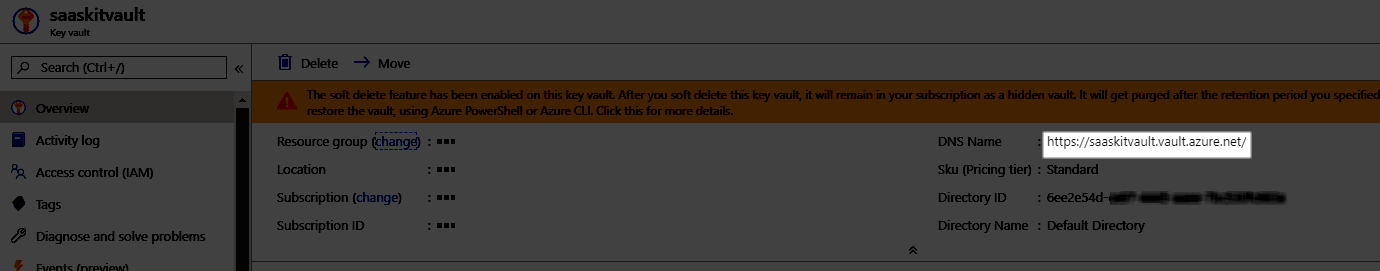 saaskitvault
Key vault
Search (Ctrl+/)
«
Overview
Activity log
Access control (IAM)
Tags
Diagnose and solve problems
Events (preview)
Delete
Move
The soft delete feature has been enabled on this key vault. After you soft delete this key vault, it will remain in your subscription as a hidden vault. It will get purged after the retention period you specified
restore the vault, using Azure PowerShell or Azure CLI. Click this for more details.
Resource group (change) :
Location :
Subscription (change) :
Subscription ID :
DNS Name : https://saaskitvault.vault.azure.net/
Sku (Pricing tier) : Standard
Directory ID : 6ee2e54d-
Directory Name : Default Directory